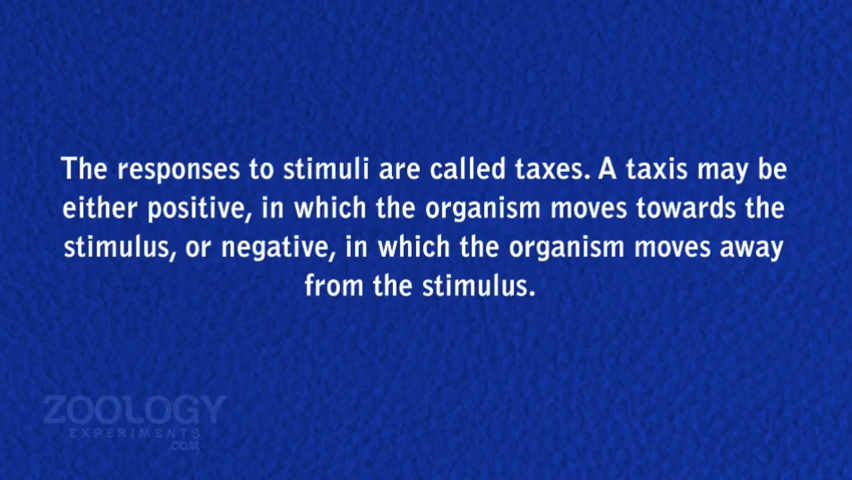 The responses to stimuli are called taxes. A taxis may be
either positive, in which the organism moves towards the
stimulus, or negative, in which the organism moves away
from the stimulus.
ZOOLOGY
EXPERIMENTS
.COM